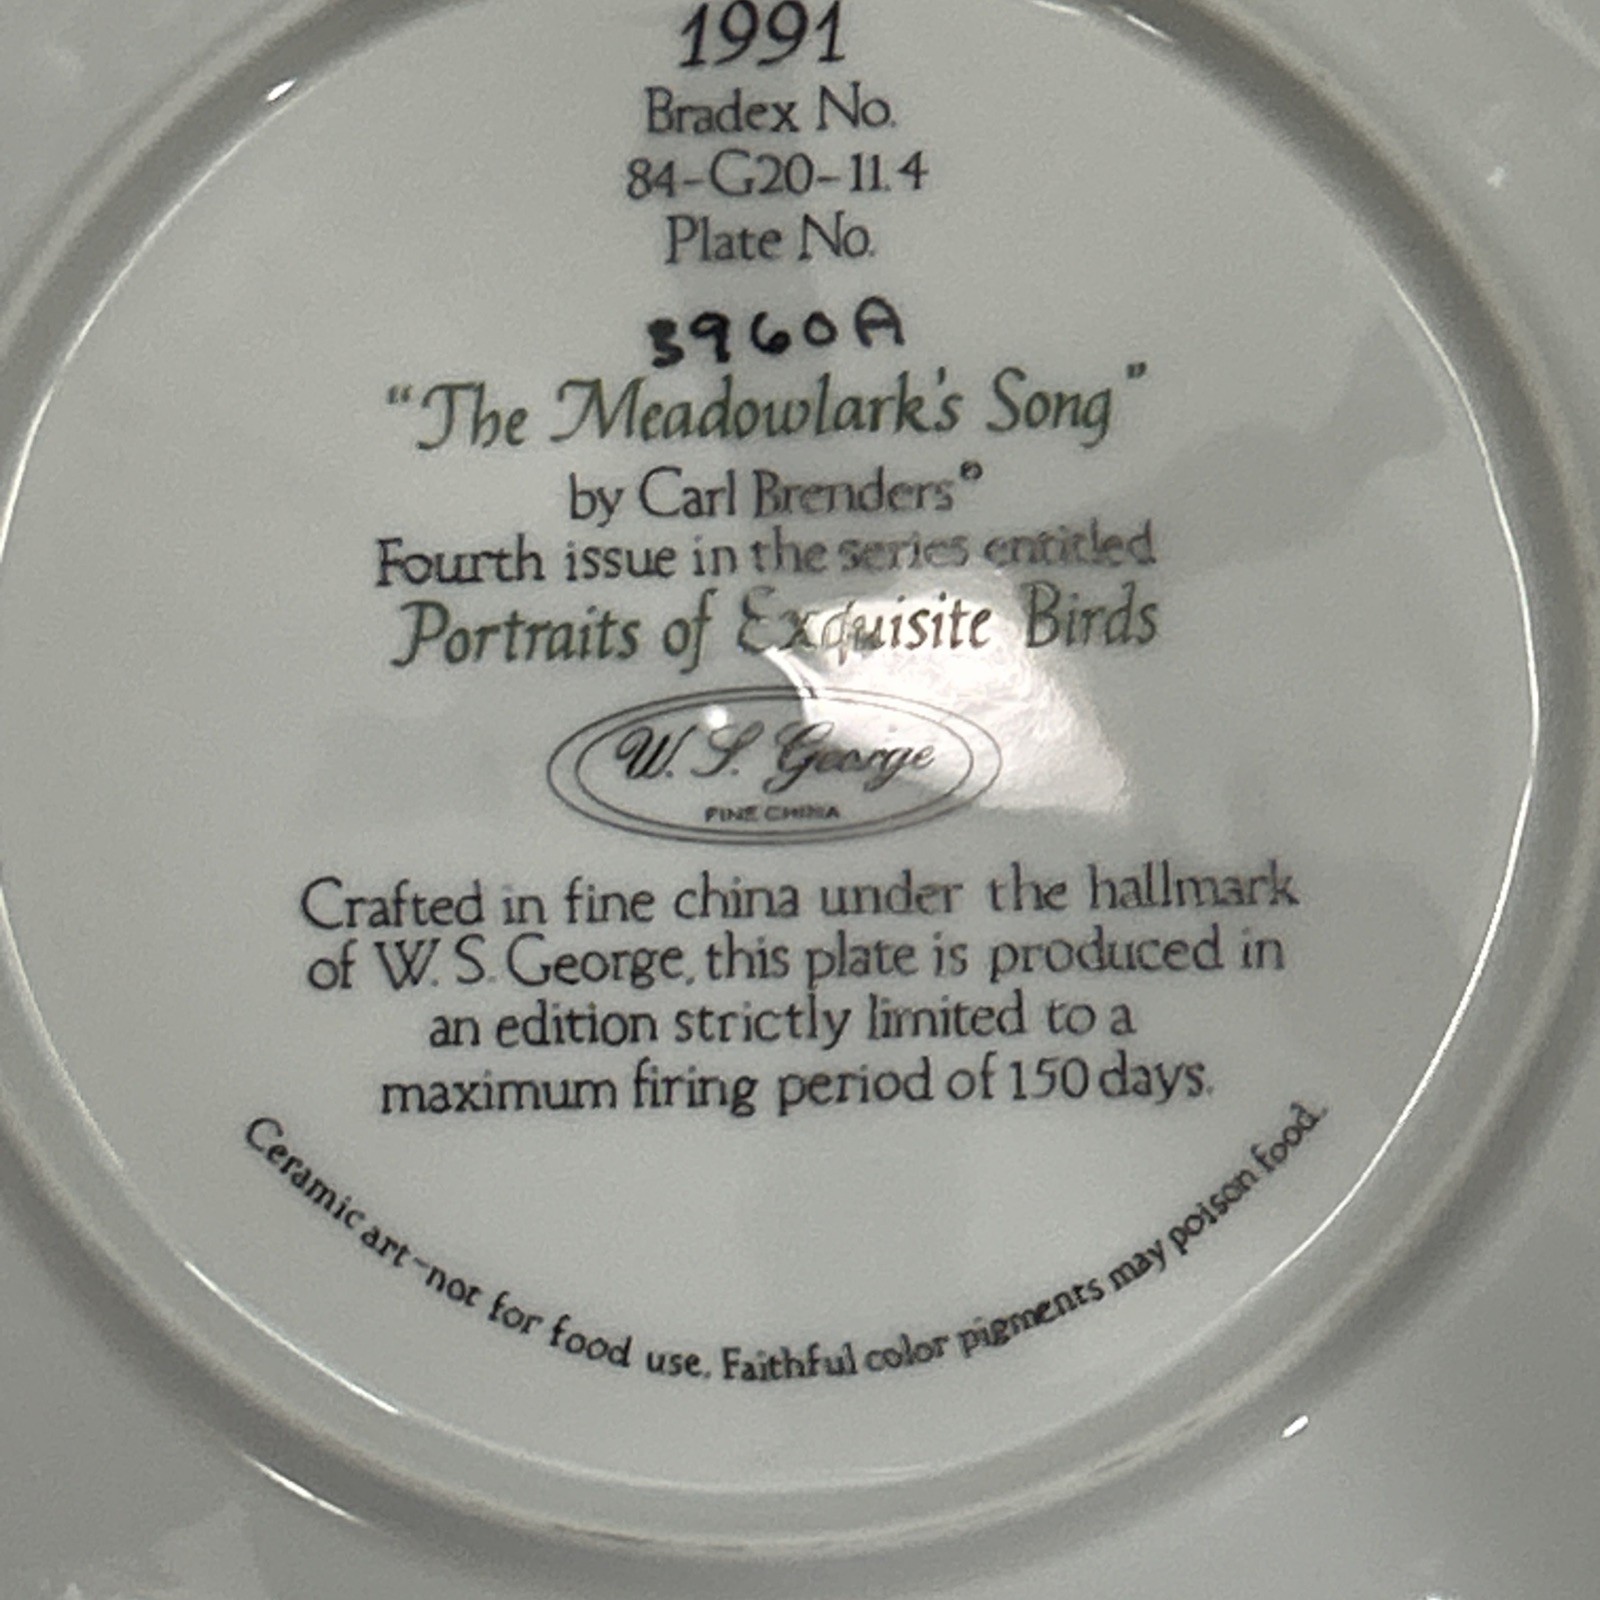 1991
Bradex No.
84-G20-11.4
Plate No.
3960A
"The Meadowlark's Song"
by Carl Brenders®
Fourth issue in the series entitled
Portraits of Exquisite Birds
W. S. George
FINE CHINA
Crafted in fine china under the hallmark
of W. S. George, this plate is produced in
an edition strictly limited to a
maximum firing period of 150 days.
Ceramic art-not for food use. Faithful color pigments may poison food.